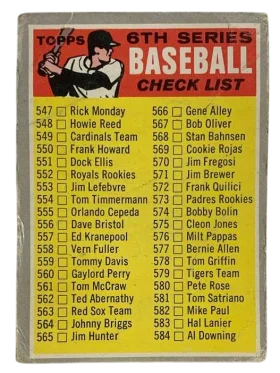 TOPPS 6TH SERIES
BASEBALL
CHECK LIST
547 Rick Monday
548 Howie Reed
549 Cardinals Team
550 Frank Howard
551 Dock Ellis
552 Royals Rookies
553 Jim Lefebvre
554 Tom Timmermann
555 Orlando Cepeda
556 Dave Bristol
557 Ed Kranepool
558 Vern Fuller
559 Tommy Davis
560 Gaylord Perry
561 Tom McCraw
562 Ted Abernathy
563 Red Sox Team
564 Johnny Briggs
565 Jim Hunter
566 Gene Alley
567 Bob Oliver
568 Stan Bahnsen
569 Cookie Rojas
570 Jim Fregosi
571 Jim Brewer
572 Frank Quilici
573 Padres Rookies
574 Bobby Bolin
575 Cleon Jones
576 Milt Pappas
577 Bernie Allen
578 Tom Griffin
579 Tigers Team
580 Pete Rose
581 Tom Satriano
582 Mike Paul
583 Hal Lanier
584 Al Downing